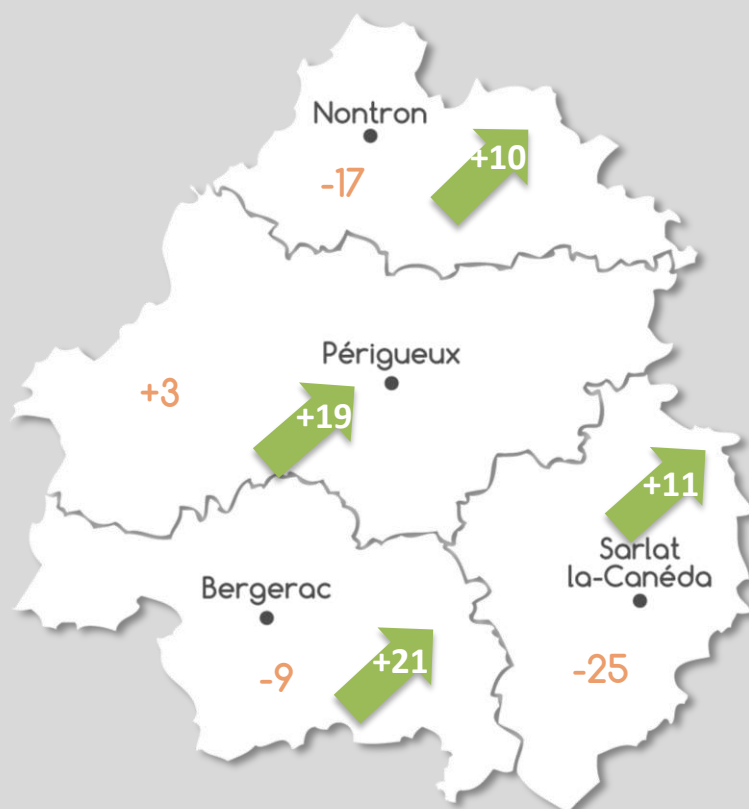 Nontron
+10
-17
Périgueux
+3
+19
+11
Sarlat
la-Canéda
Bergerac
+21
-9
-25